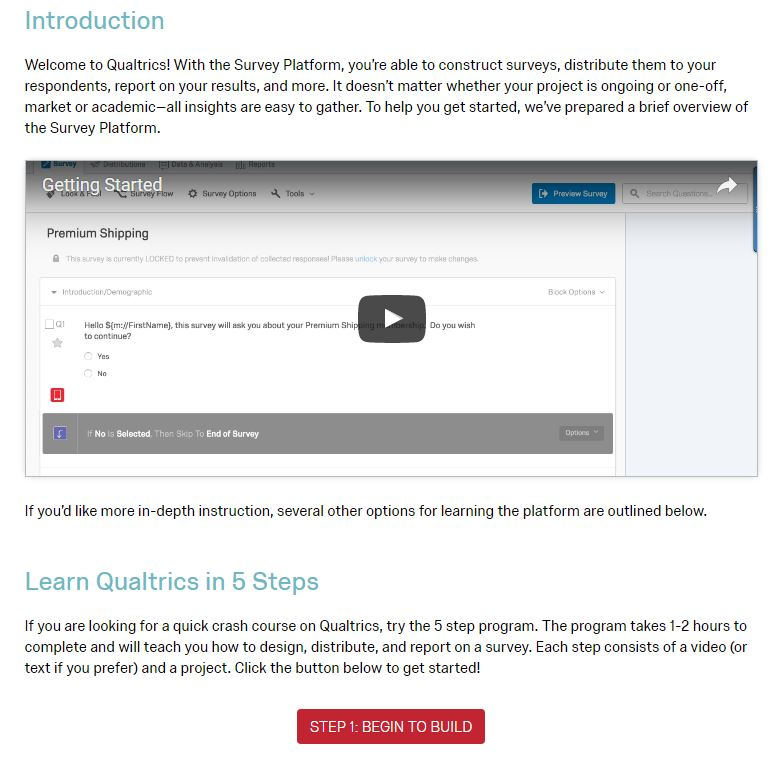 Introduction
Welcome to Qualtrics! With the Survey Platform, you're able to construct surveys, distribute them to your
respondents, report on your results, and more. It doesn't matter whether your project is ongoing or one-off,
market or academic—all insights are easy to gather. To help you get started, we've prepared a brief overview of
the Survey Platform.
Survey Distributions Data & Analysis Reports
Getting Started
Look & Feel Survey Flow Survey Options Tools Preview Survey Search Questions...
Premium Shipping
This survey is currently LOCKED to prevent invalidation of collected responses! Please unlock your survey to make changes.
Introduction/Demographic Block Options
Q1 Hello ${m://FirstName}, this survey will ask you about your Premium Shipping membership. Do you wish
to continue?
Yes
No
If No Is Selected, Then Skip To End of Survey Options
If you'd like more in-depth instruction, several other options for learning the platform are outlined below.
Learn Qualtrics in 5 Steps
If you are looking for a quick crash course on Qualtrics, try the 5 step program. The program takes 1-2 hours to
complete and will teach you how to design, distribute, and report on a survey. Each step consists of a video (or
text if you prefer) and a project. Click the button below to get started!
STEP 1: BEGIN TO BUILD